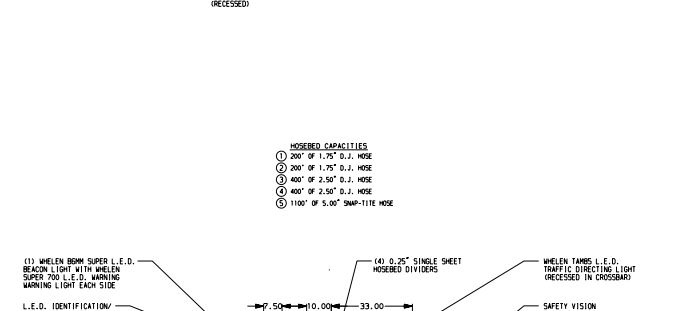 (RECESSED)
HOSEBED CAPACITIES
1 200' OF 1.75" D.J. HOSE
2 200' OF 1.75" D.J. HOSE
3 400' OF 2.50" D.J. HOSE
4 400' OF 2.50" D.J. HOSE
5 1100' OF 5.00" SNAP-TITE HOSE
(1) WHELEN B6MM SUPER L.E.D.
BEACON LIGHT WITH WHELEN
SUPER 700 L.E.D. WARNING
WARNING LIGHT EACH SIDE
(4) 0.25" SINGLE SHEET
HOSEBED DIVIDERS
WHELEN TAM85 L.E.D.
TRAFFIC DIRECTING LIGHT
(RECESSED IN CROSSBAR)
L.E.D. IDENTIFICATION/
7.50 10.00 33.00
SAFETY VISION